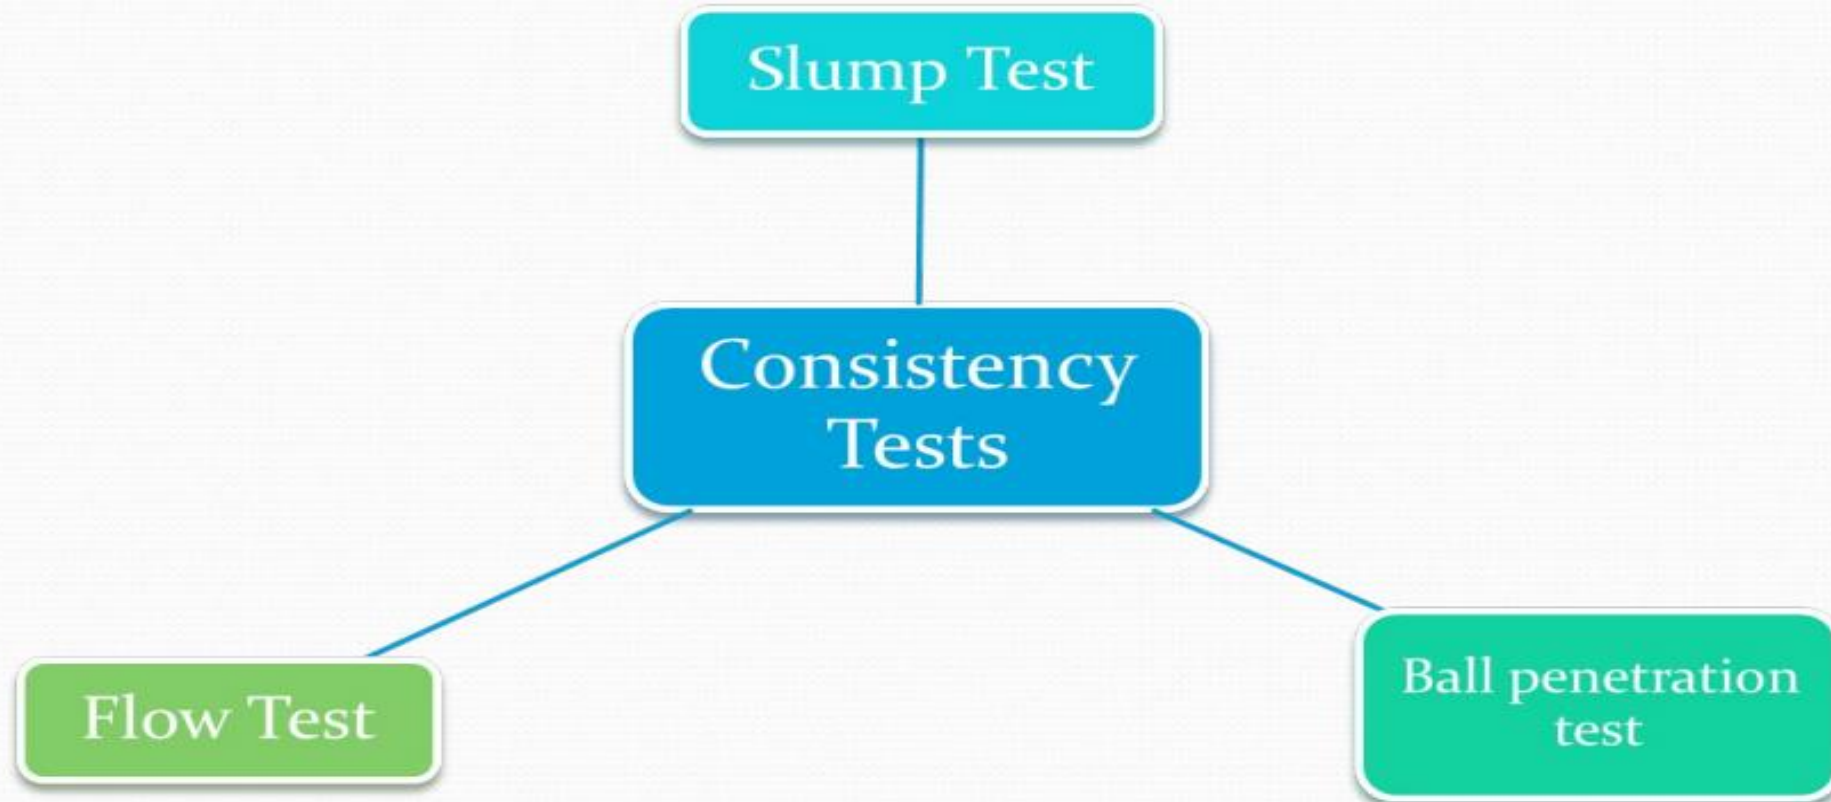 Slump Test
Consistency
Tests
Flow Test
Ball penetration
test